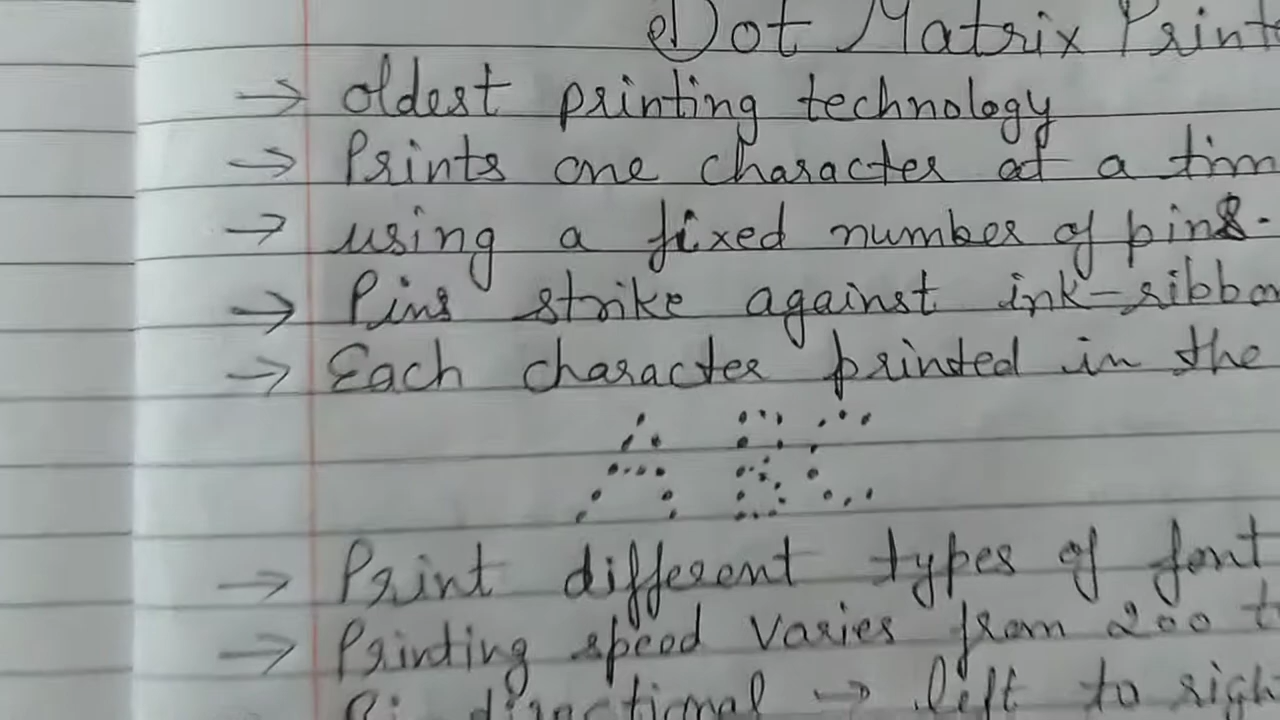 e) Dot Matrix Print
→ oldest printing technology
→ Prints one character at a tim
→ using a fixed number of pins.
→ Pins strike against ink-ribbon
→ Each character printed in the
A B C
→ Print different types of font
→ Printing speed varies from 200 t
Bi directional → left to righ